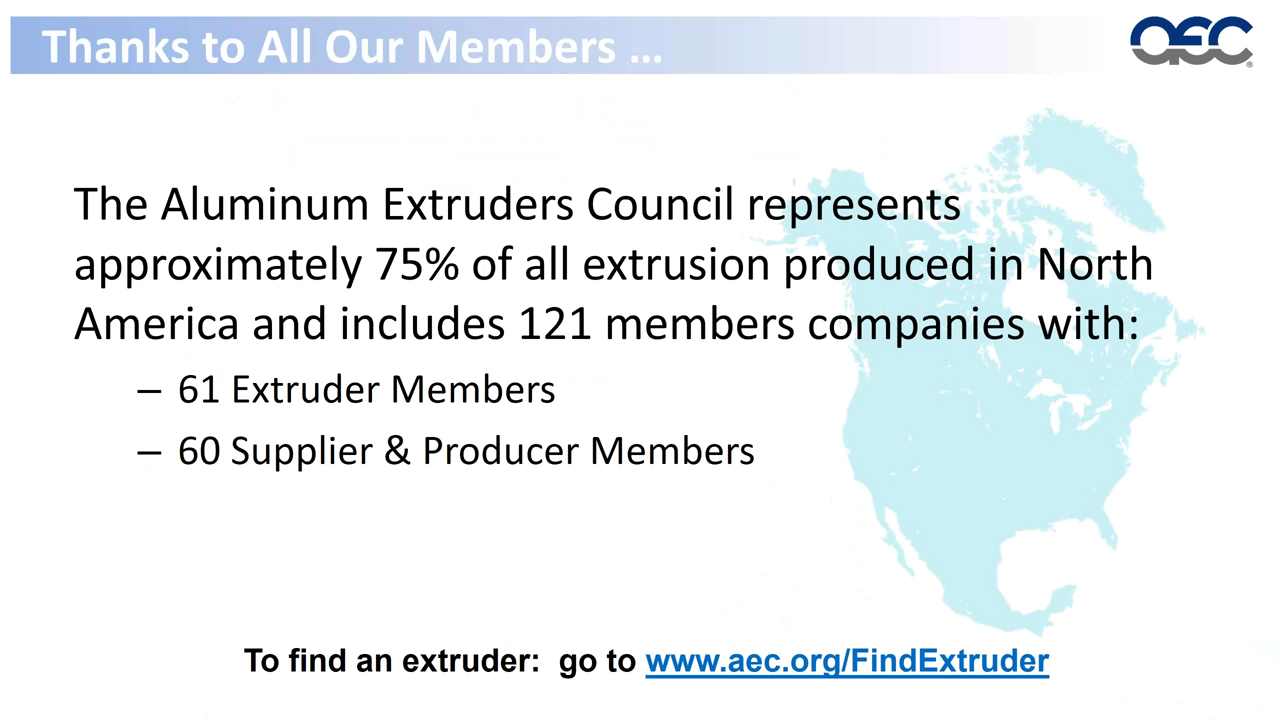 Thanks to All Our Members …
AEC®
The Aluminum Extruders Council represents
approximately 75% of all extrusion produced in North
America and includes 121 members companies with:
– 61 Extruder Members
– 60 Supplier & Producer Members
To find an extruder: go to www.aec.org/FindExtruder